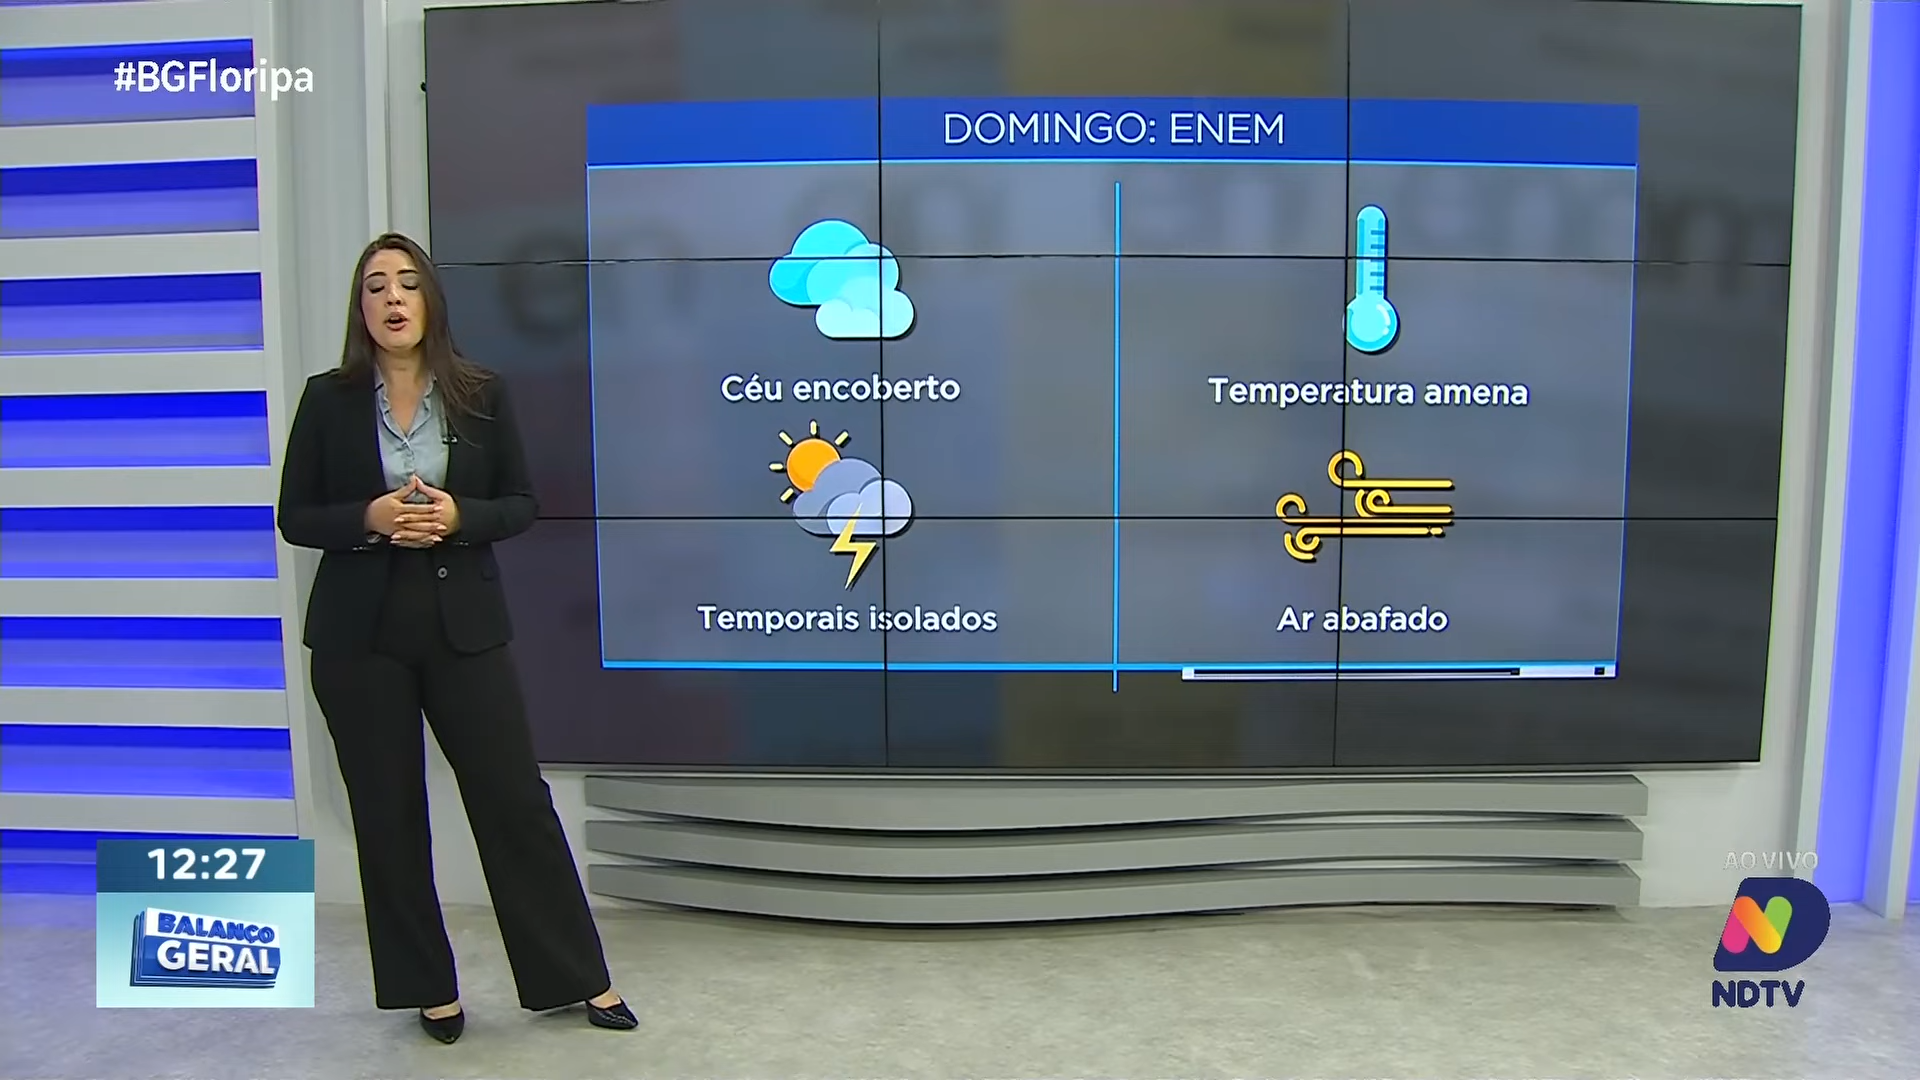 #BGFloripa
DOMINGO: ENEM
Céu encoberto
Temperatura amena
Temporais isolados
Ar abafado
12:27
BALANÇO
GERAL
AO VIVO
NDTV